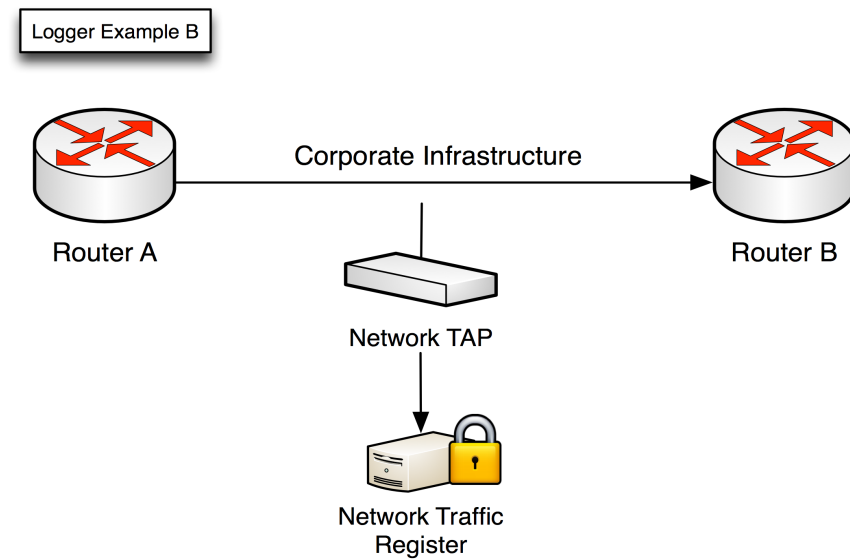 Logger Example B
Corporate Infrastructure
Router A
Router B
Network TAP
Network Traffic
Register